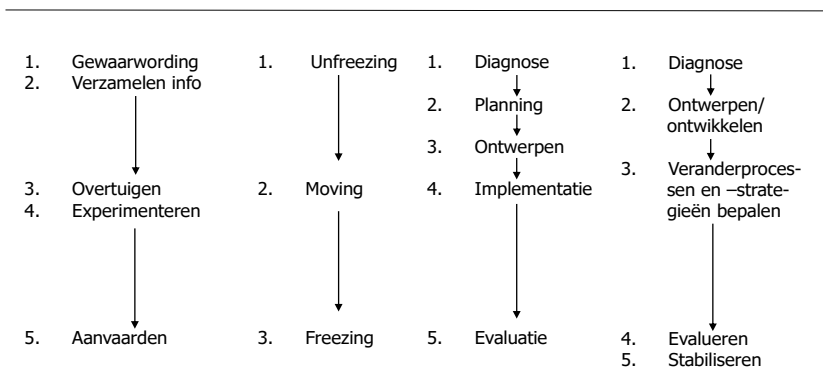 1. Gewaarwording
2. Verzamelen info
3. Overtuigen
4. Experimenteren
5. Aanvaarden
1. Unfreezing
2. Moving
3. Freezing
1. Diagnose
2. Planning
3. Ontwerpen
4. Implementatie
5. Evaluatie
1. Diagnose
2. Ontwerpen/
ontwikkelen
3. Veranderproces-
sen en –strate-
gieën bepalen
4. Evalueren
5. Stabiliseren